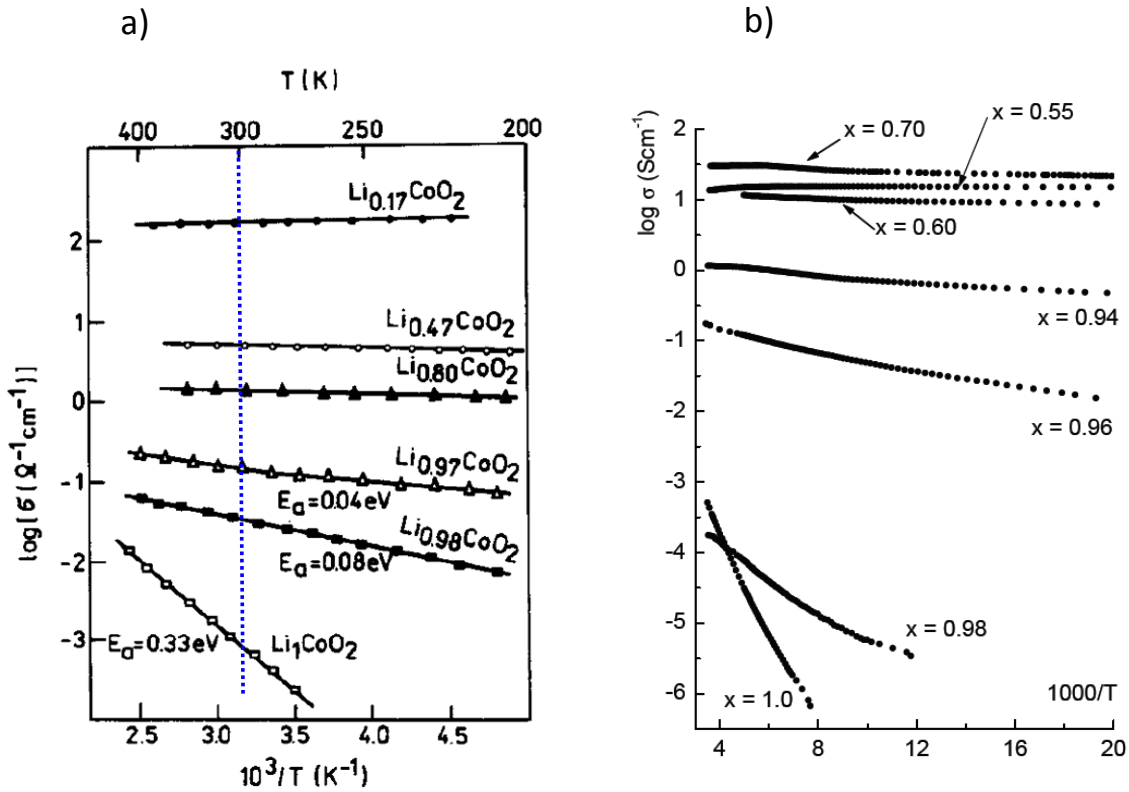 a)
T (K)
400 300 250 200
Li0.17CoO2
2
Li0.47CoO2
1
Li0.80CoO2
0
Li0.97CoO2
-1
Ea=0.04eV
Li0.98CoO2
Ea=0.08eV
-2
Ea=0.33eV
Li1CoO2
-3
log[σ(Ω-1cm-1)]
2.5 3.0 3.5 4.0 4.5
10^3/T (K-1)
b)
log σ (Scm-1)
2
x = 0.70
x = 0.55
1
x = 0.60
0
x = 0.94
-1
-2
x = 0.96
-3
-4
-5
x = 0.98
-6
x = 1.0
1000/T
4 8 12 16 20